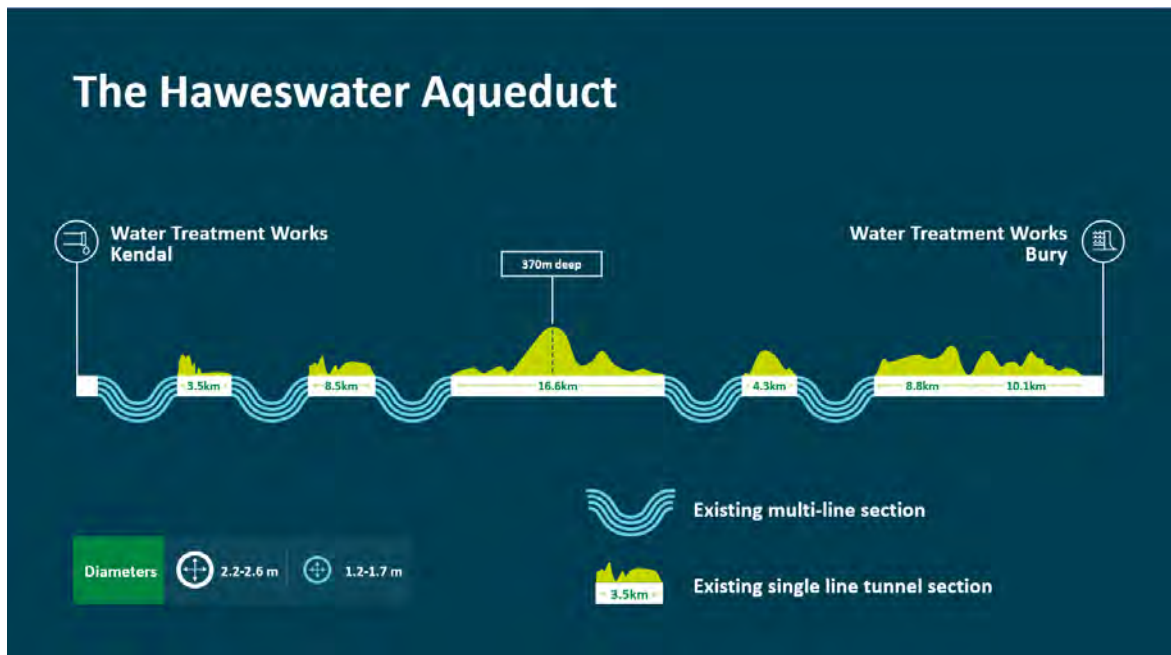 The Haweswater Aqueduct
Water Treatment Works
Kendal
Water Treatment Works
Bury
370m deep
3.5km
8.5km
16.6km
4.3km
8.8km
10.1km
Existing multi-line section
Diameters
2.2-2.6 m
1.2-1.7 m
3.5km
Existing single line tunnel section